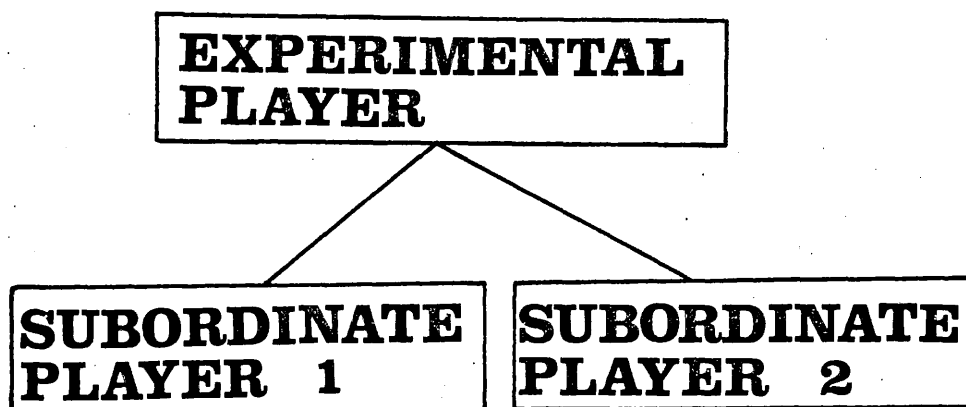 EXPERIMENTAL
PLAYER
SUBORDINATE
PLAYER 1
SUBORDINATE
PLAYER 2